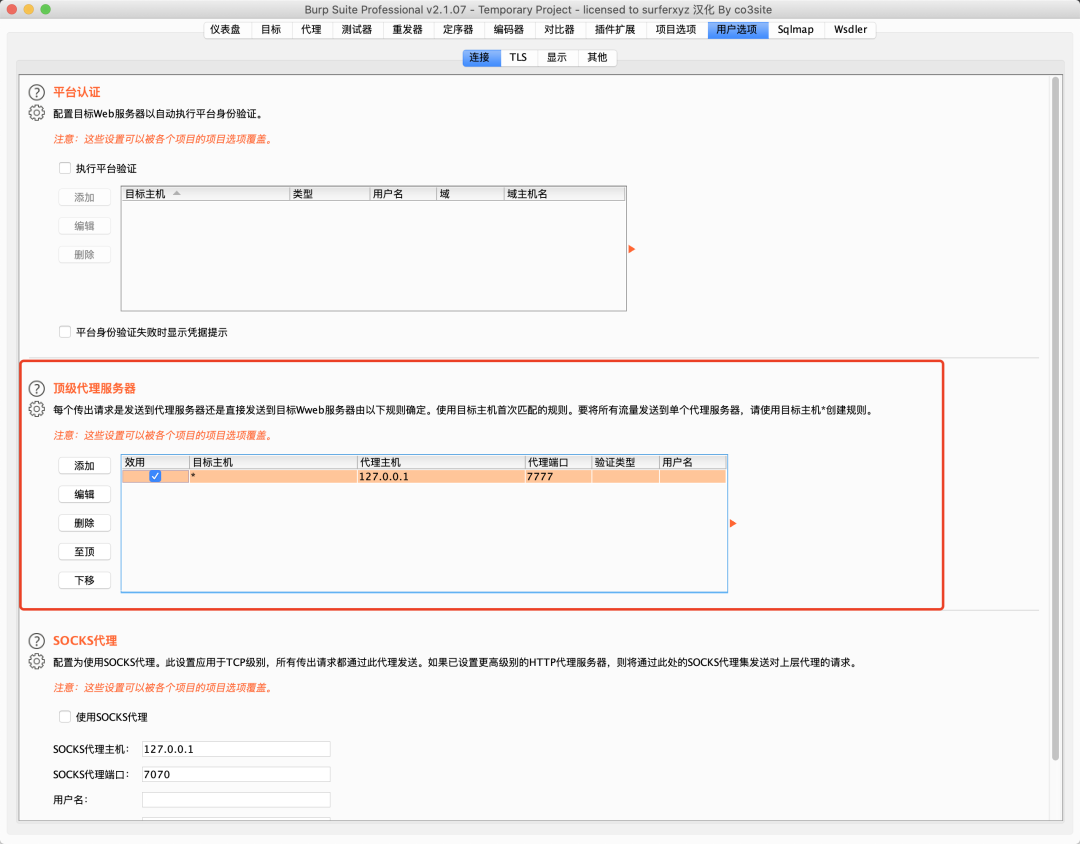 Burp Suite Professional v2.1.07 - Temporary Project - licensed to surferxyz 汉化 By co3site
仪表盘 目标 代理 测试器 重发器 定序器 编码器 对比器 插件扩展 项目选项 用户选项 Sqlmap Wsdler
连接 TLS 显示 其他
? 平台认证
配置目标Web服务器以自动执行平台身份验证。
注意：这些设置可以被各个项目的项目选项覆盖。
执行平台验证
添加 目标主机 类型 用户名 域 域主机名
编辑
删除
平台身份验证失败时显示凭据提示
? 顶级代理服务器
每个传出请求是发送到代理服务器还是直接发送到目标Wweb服务器由以下规则确定。使用目标主机首次匹配的规则。要将所有流量发送到单个代理服务器，请使用目标主机*创建规则。
注意：这些设置可以被各个项目的项目选项覆盖。
添加 效用 目标主机 代理主机 代理端口 验证类型 用户名
* 127.0.0.1 7777
编辑
删除
至顶
下移
? SOCKS代理
配置为使用SOCKS代理。此设置应用于TCP级别，所有传出请求都通过此代理发送。如果已设置更高级别的HTTP代理服务器，则将通过此处的SOCKS代理集发送对上层代理的请求。
注意：这些设置可以被各个项目的项目选项覆盖。
使用SOCKS代理
SOCKS代理主机： 127.0.0.1
SOCKS代理端口： 7070
用户名：